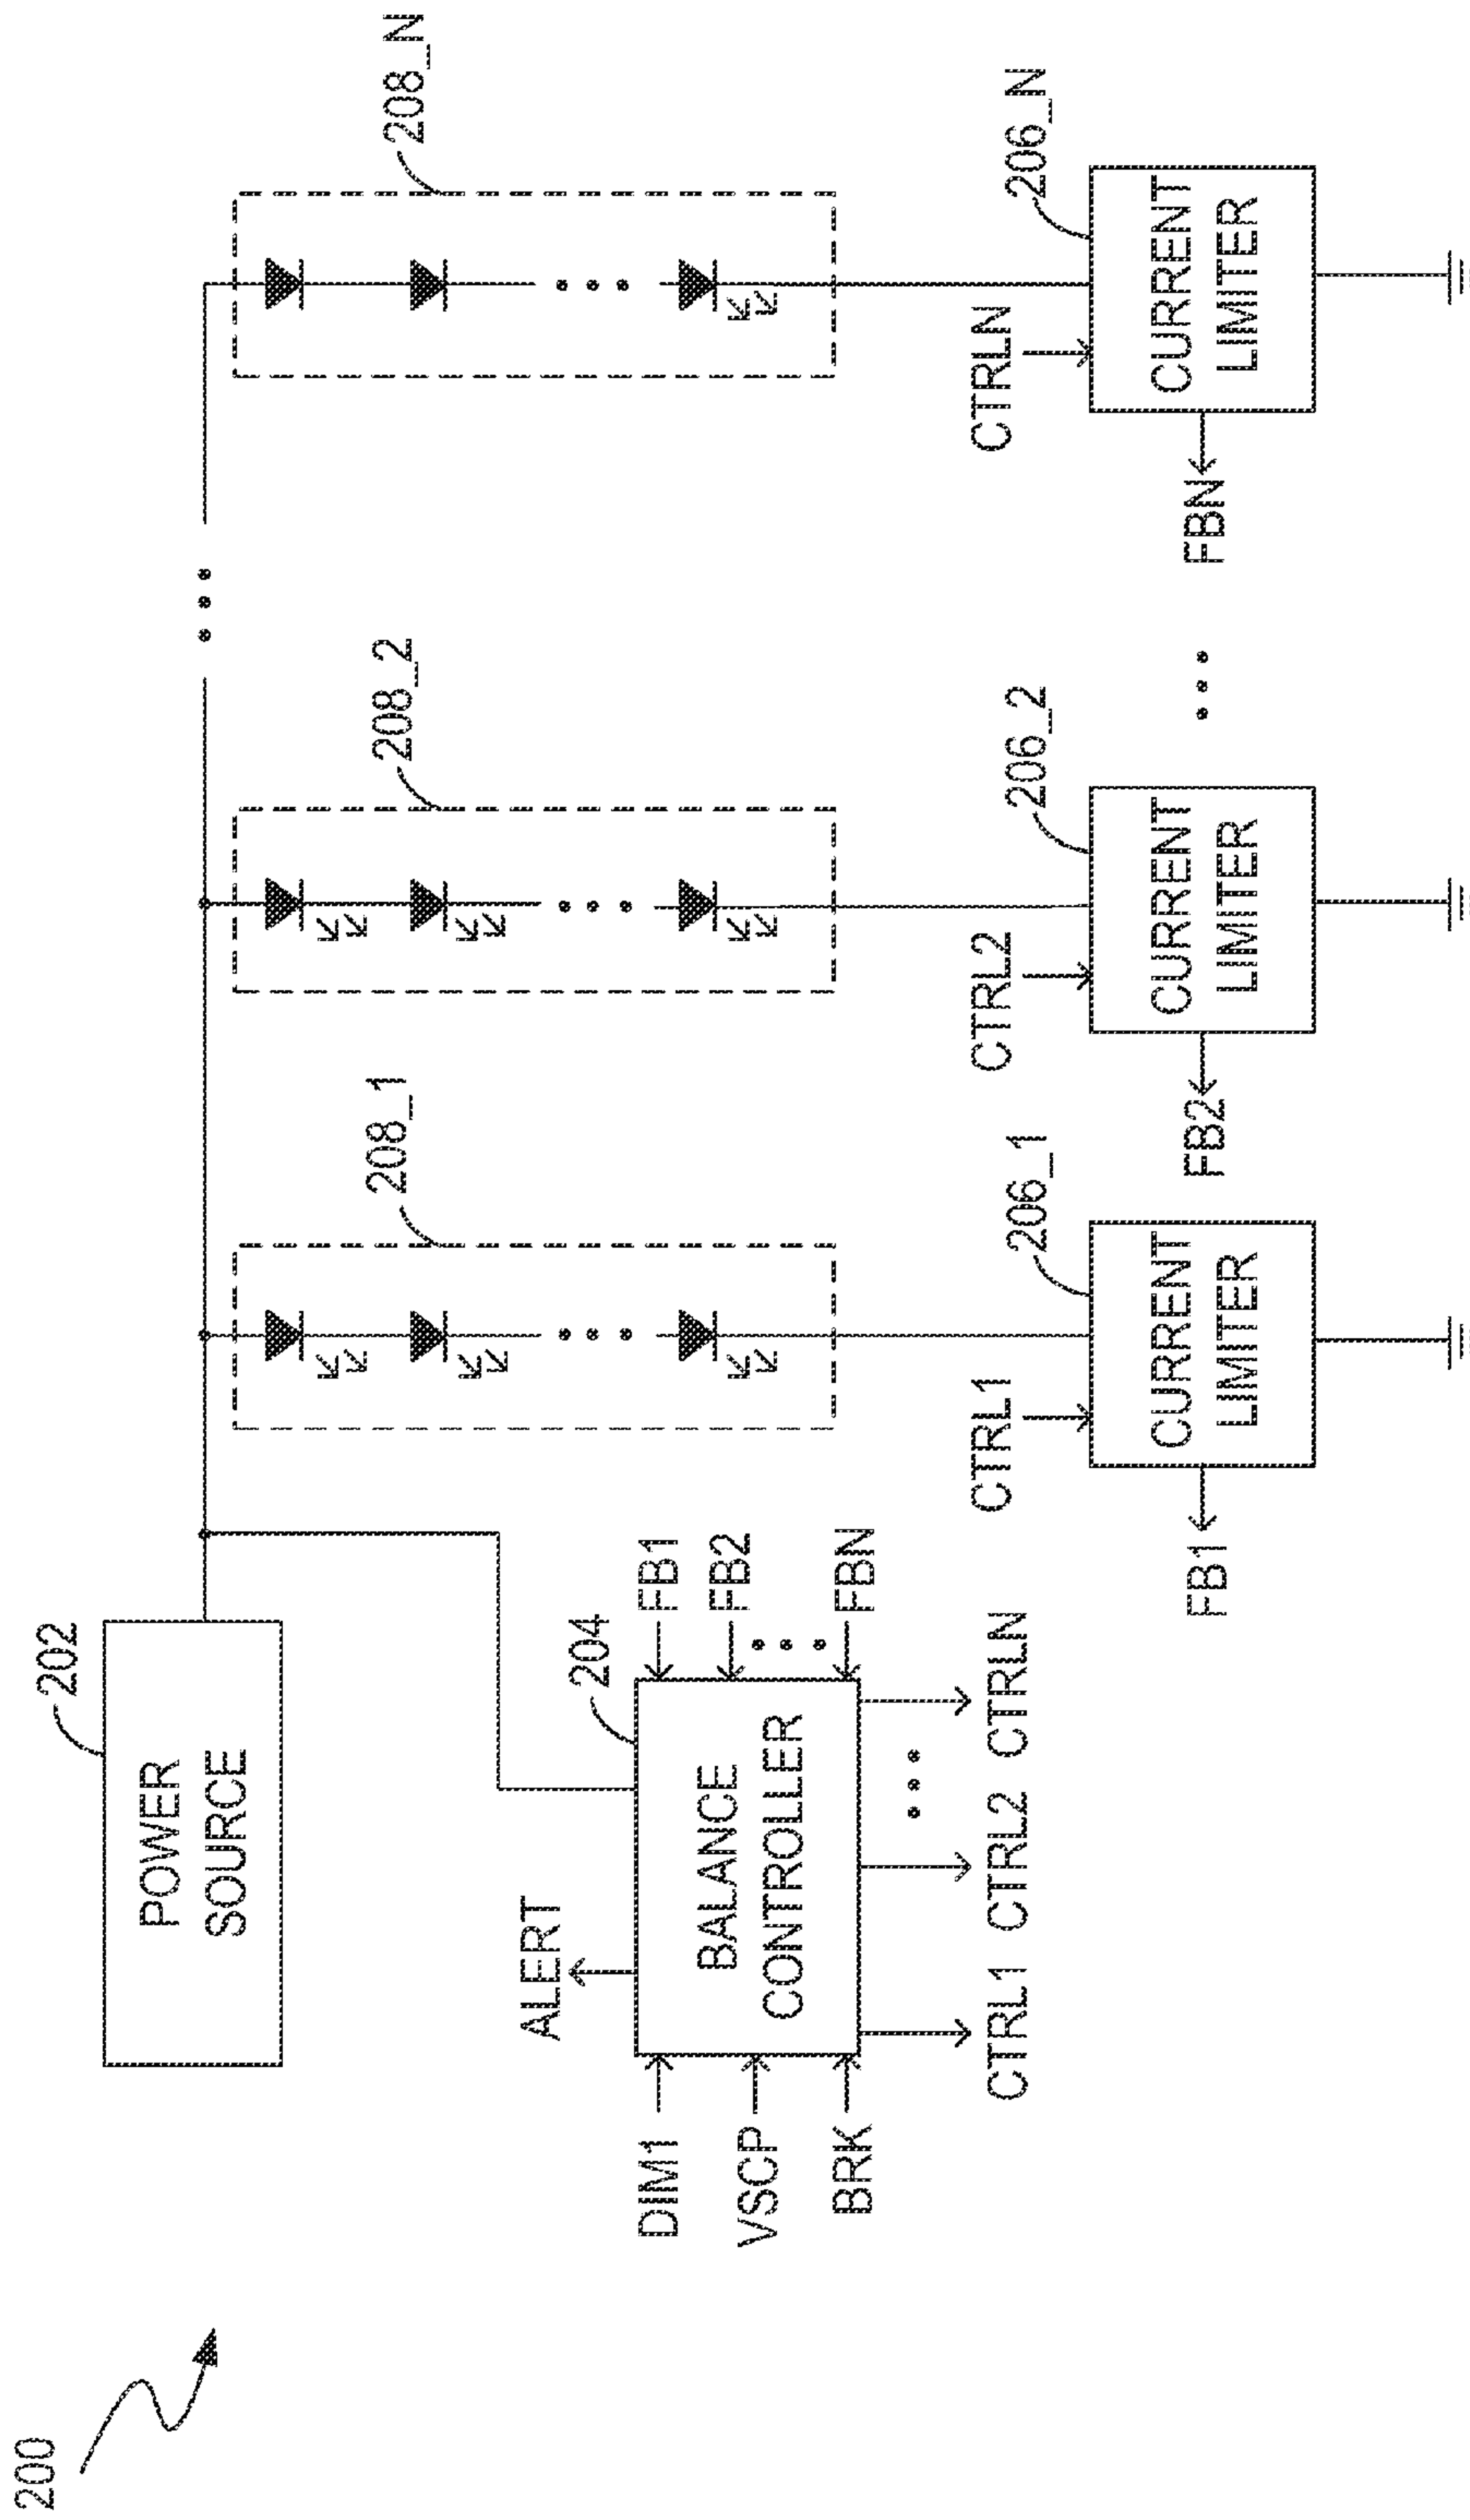 200
POWER
SOURCE
202
208_1
208_2
208_N
ALERT
204
DIM1
VSCP
BRK
BALANCE
CONTROLLER
FB1
FB2
FBN
CTRL1
CTRL2
CTRLN
CTRL1
206_1
CURRENT
LIMITER
FB1
CTRL2
206_2
CURRENT
LIMITER
FB2
CTRLN
206_N
CURRENT
LIMITER
FBN